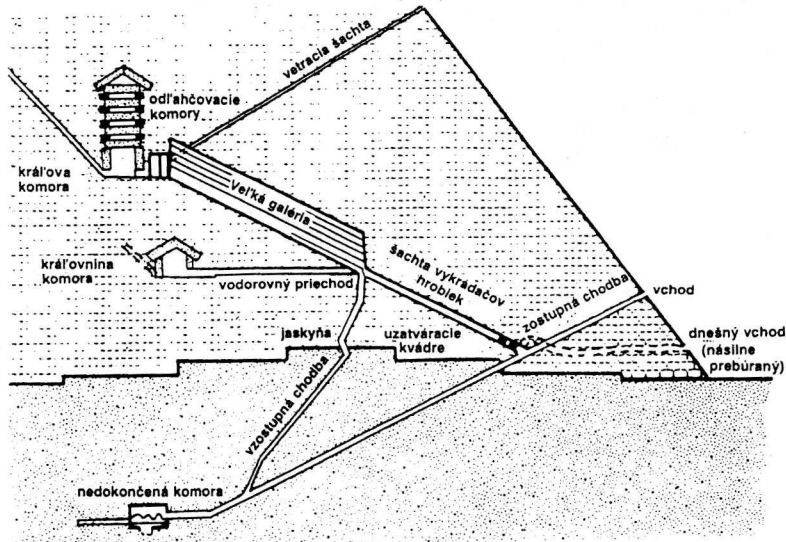 vetracia šachta
odľahčovacie
komory
kráľova
komora
Veľká galéria
kráľovnina
komora
vodorovný priechod
šachta vykrádačov
hrobiek
zostupná chodba
vchod
jaskyňa
uzatváracie
kvádre
dnešný vchod
(násilne
prebúraný)
vzostupná chodba
nedokončená komora